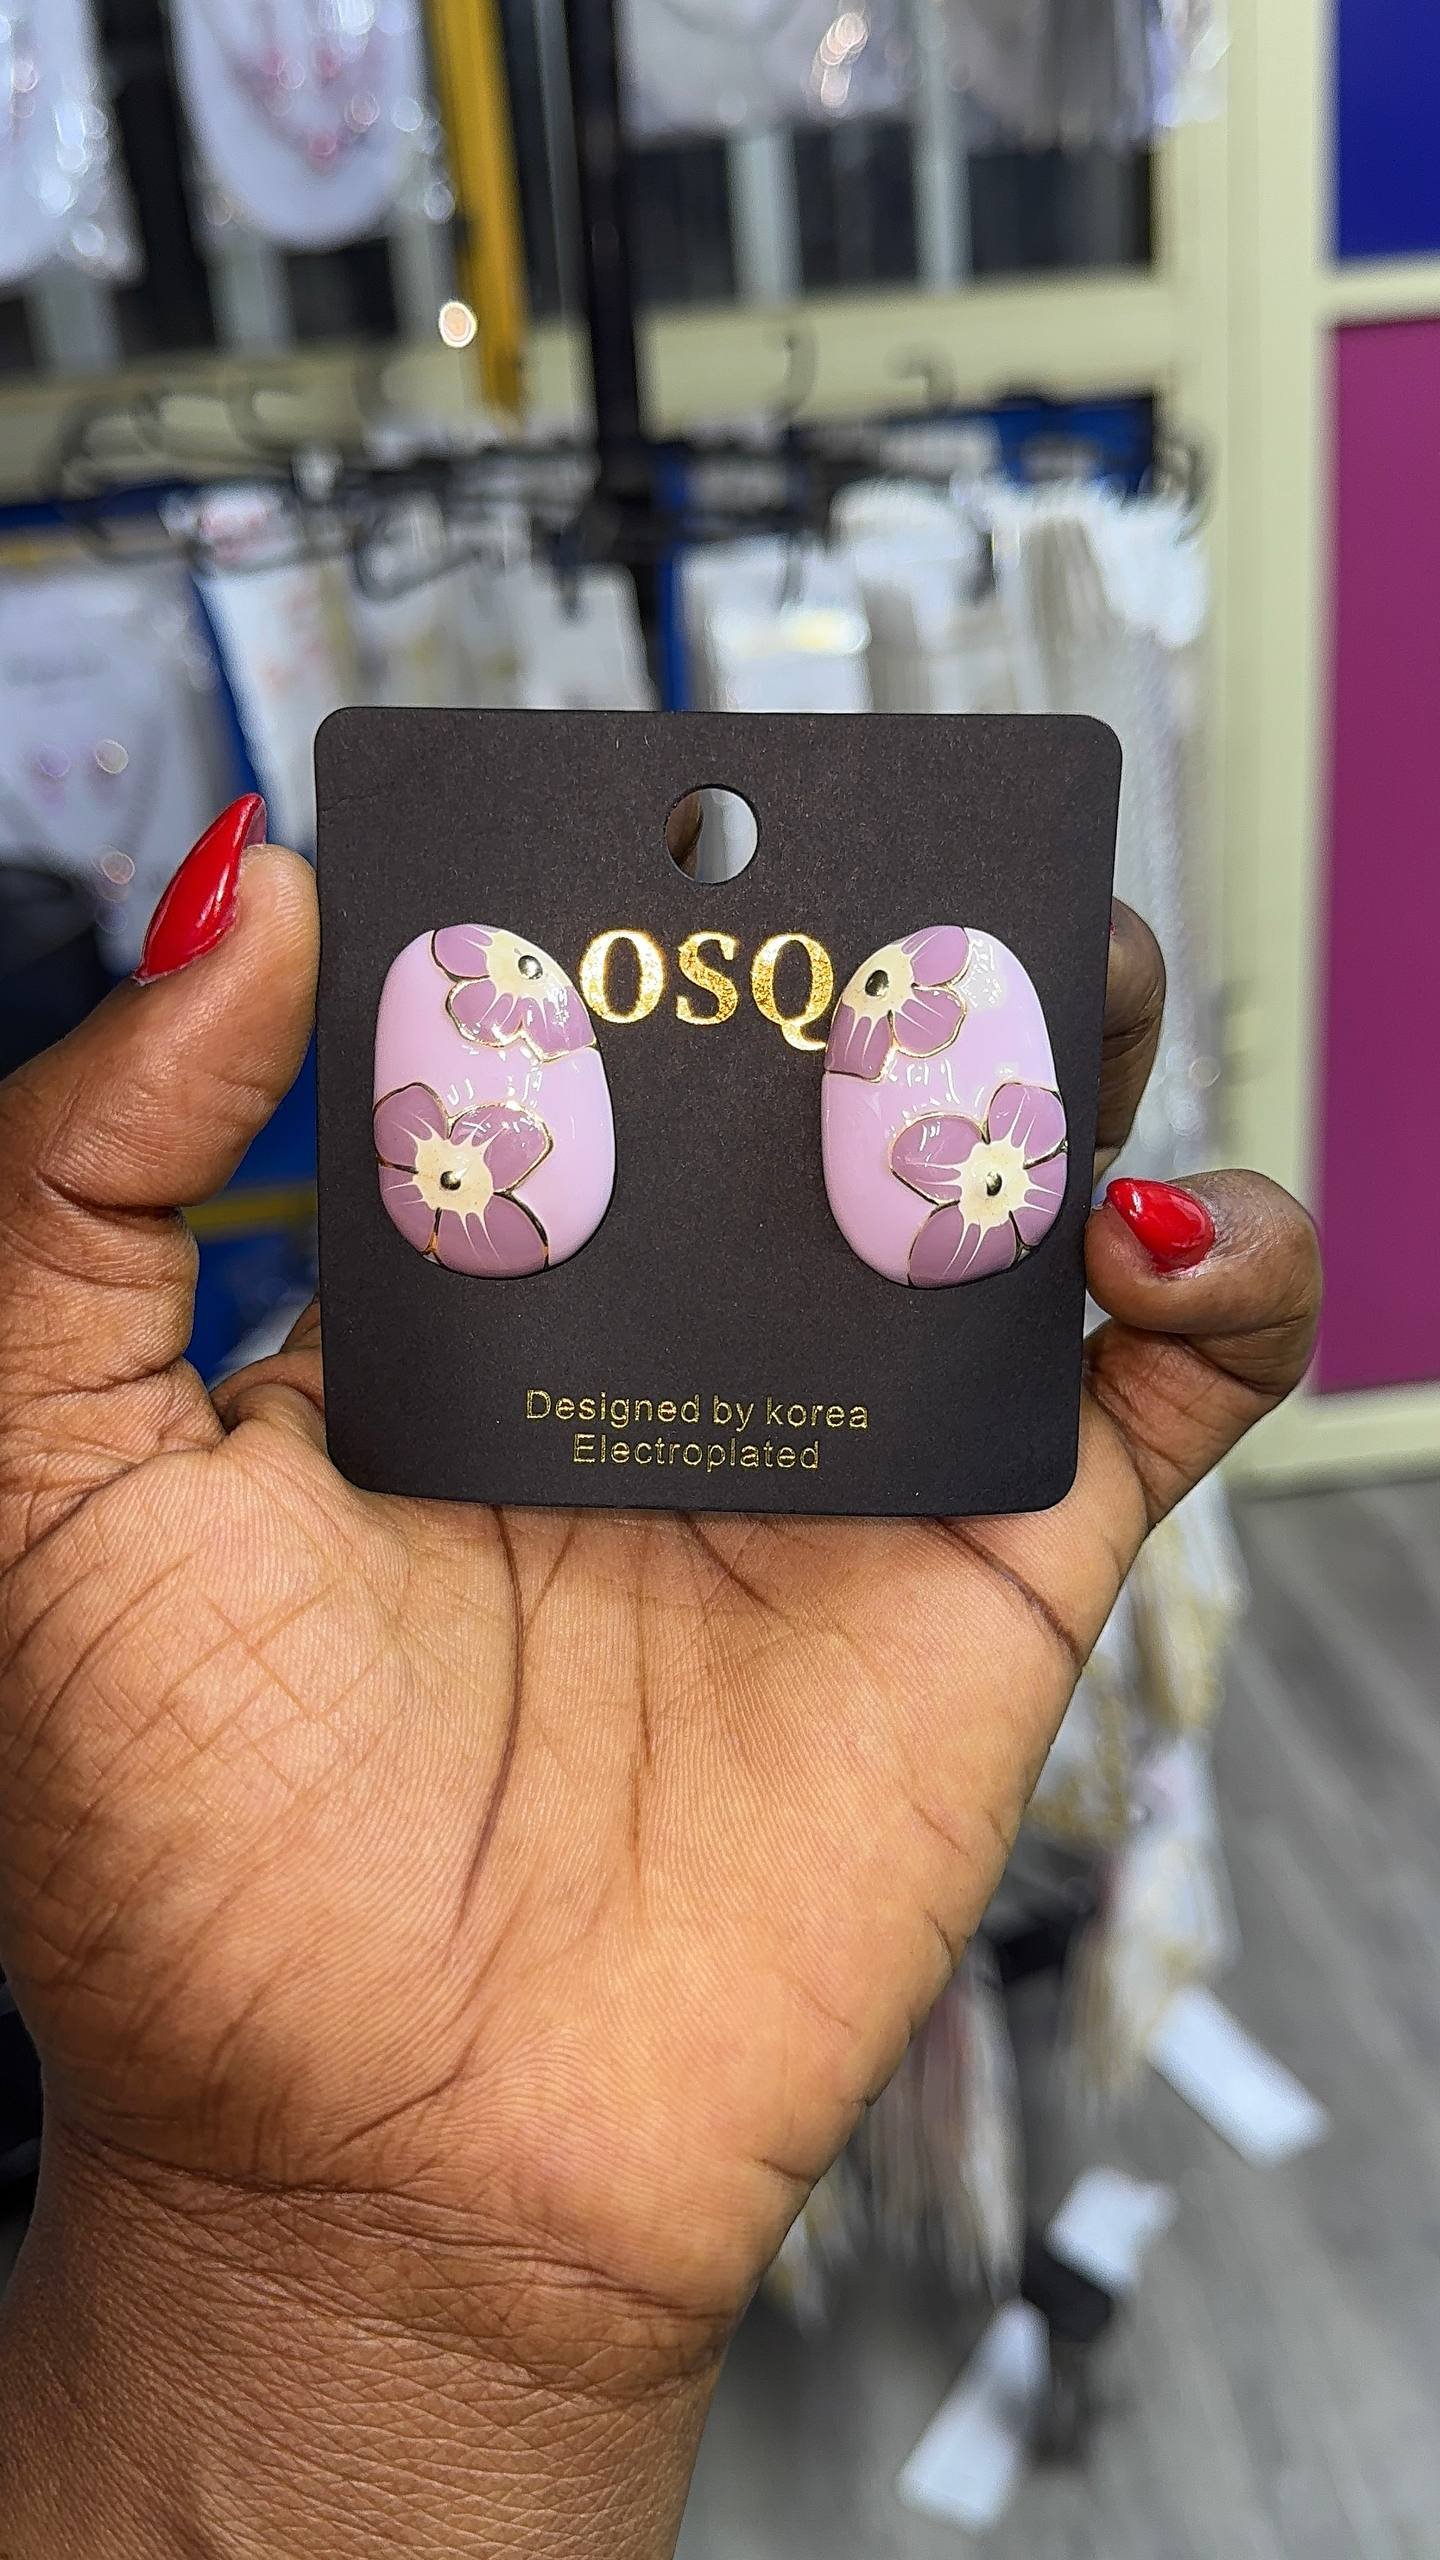 OSQ
Designed by korea
Electroplated